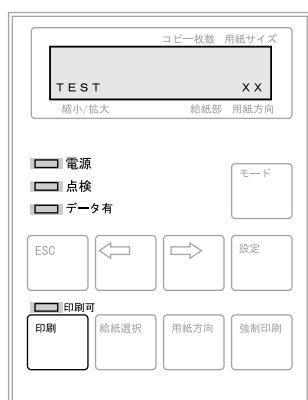 コピー枚数 用紙サイズ
TEST XX
縮小/拡大 給紙部 用紙方向
電源
点検
データ有
モード
ESC
設定
印刷可
印刷 給紙選択 用紙方向 強制印刷